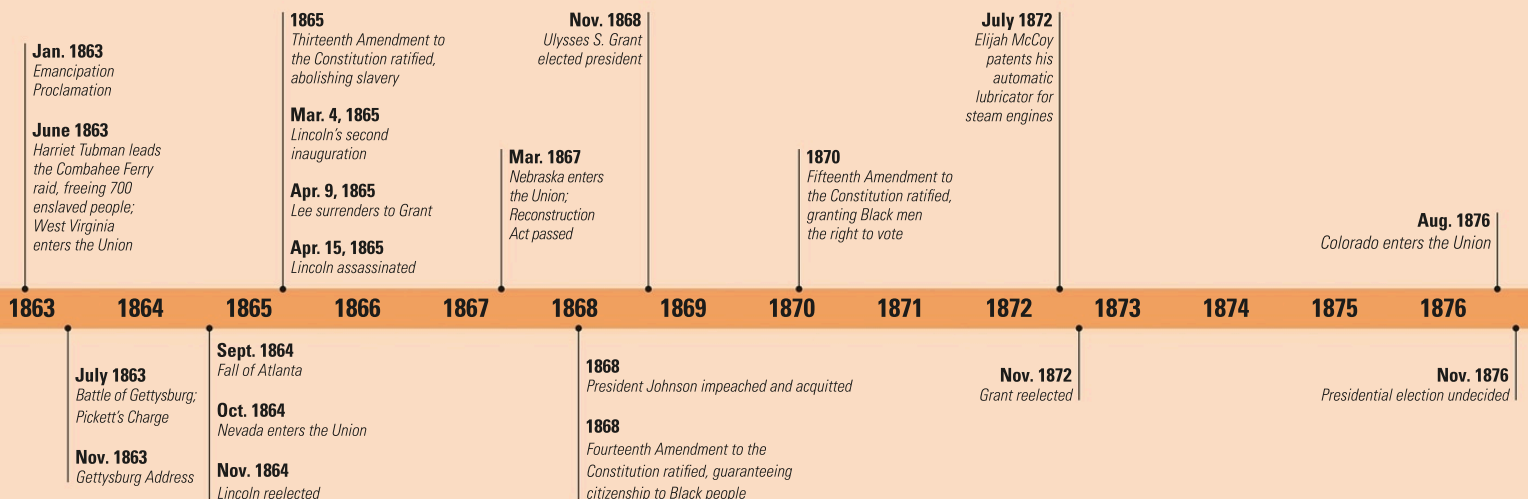 Jan. 1863
Emancipation
Proclamation
June 1863
Harriet Tubman leads
the Combahee Ferry
raid, freeing 700
enslaved people;
West Virginia
enters the Union
1865
Thirteenth Amendment to
the Constitution ratified,
abolishing slavery
Mar. 4, 1865
Lincoln's second
inauguration
Apr. 9, 1865
Lee surrenders to Grant
Apr. 15, 1865
Lincoln assassinated
Mar. 1867
Nebraska enters
the Union;
Reconstruction
Act passed
Nov. 1868
Ulysses S. Grant
elected president
1870
Fifteenth Amendment to
the Constitution ratified,
granting Black men
the right to vote
July 1872
Elijah McCoy
patents his
automatic
lubricator for
steam engines
Aug. 1876
Colorado enters the Union
1863 1864 1865 1866 1867 1868 1869 1870 1871 1872 1873 1874 1875 1876
July 1863
Battle of Gettysburg;
Pickett's Charge
Nov. 1863
Gettysburg Address
Sept. 1864
Fall of Atlanta
Oct. 1864
Nevada enters the Union
Nov. 1864
Lincoln reelected
1868
President Johnson impeached and acquitted
1868
Fourteenth Amendment to the
Constitution ratified, guaranteeing
citizenship to Black people
Nov. 1872
Grant reelected
Nov. 1876
Presidential election undecided